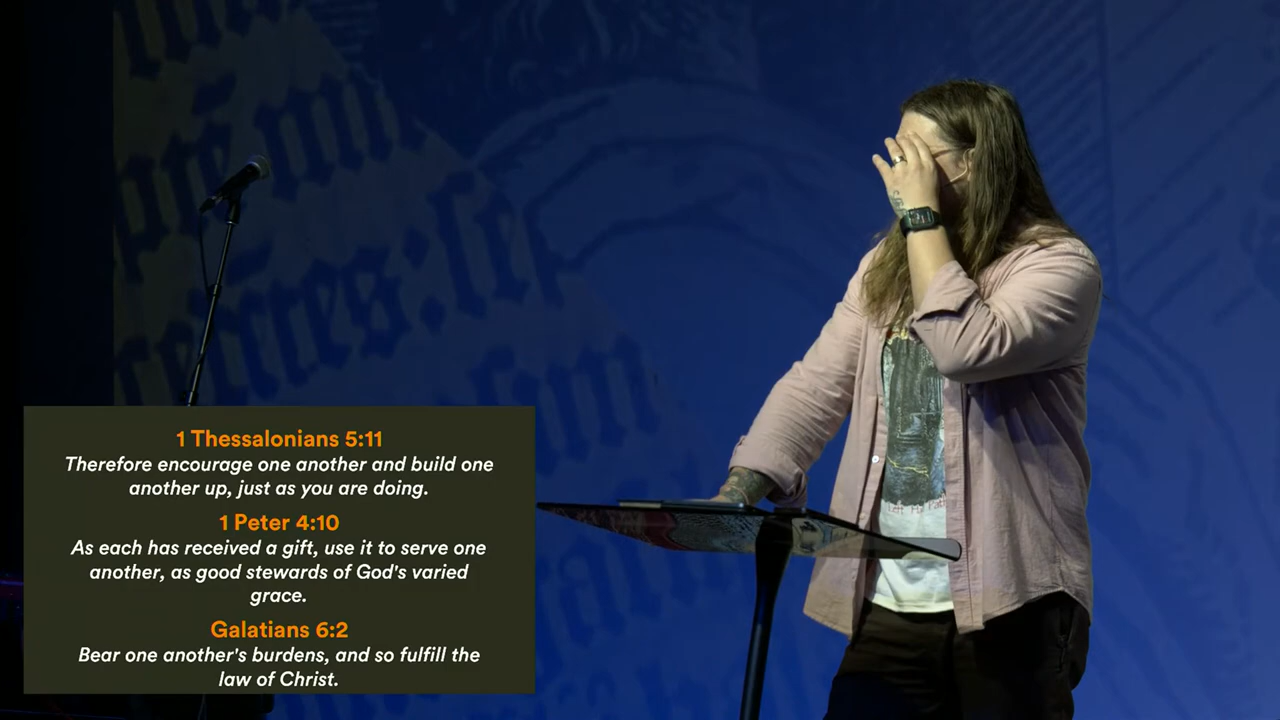 1 Thessalonians 5:11
Therefore encourage one another and build one
another up, just as you are doing.
1 Peter 4:10
As each has received a gift, use it to serve one
another, as good stewards of God's varied
grace.
Galatians 6:2
Bear one another's burdens, and so fulfill the
law of Christ.